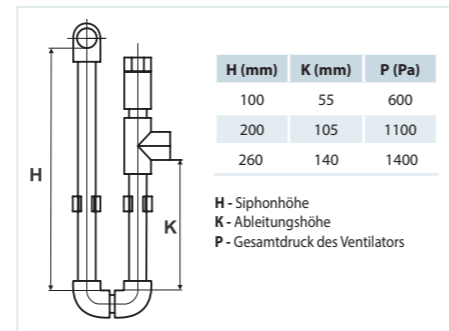 H
K
H (mm) K (mm) P (Pa)
100 55 600
200 105 1100
260 140 1400
H - Siphonhöhe
K - Ableitungshöhe
P - Gesamtdruck des Ventilators